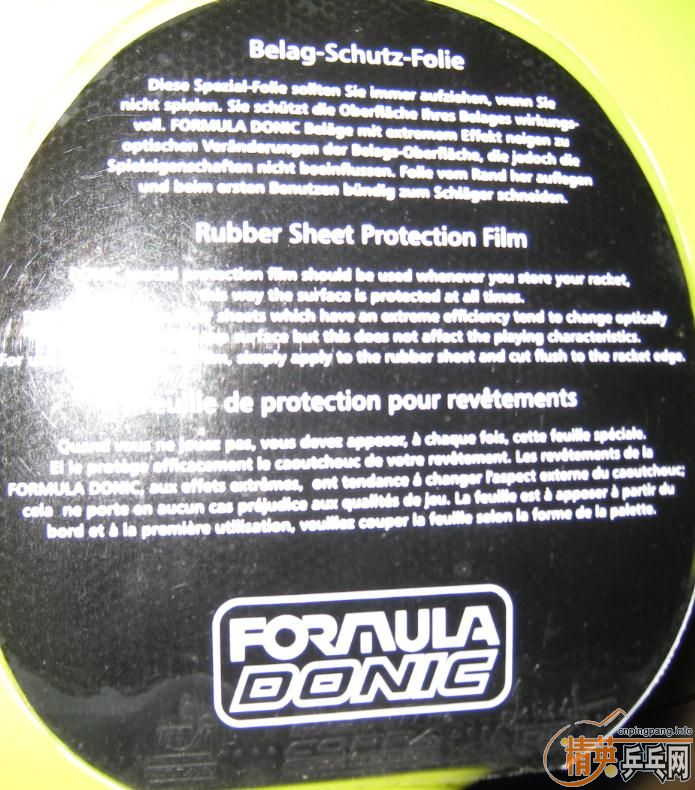 Belag-Schutz-Folie
Diese Spezial-Folie sollten Sie immer aufziehen, wenn Sie
nicht spielen. Sie schützt die Oberfläche Ihres Belages wirkungs-
voll. FORMULA DONIC Beläge mit extremem Effekt neigen zu
optischen Veränderungen der Belags-Oberfläche, die jedoch die
Spieleigenschaften nicht beeinflussen. Folie vom Rand her auflegen
und beim ersten Benutzen bündig zum Schläger schneiden.
Rubber Sheet Protection Film
protection film should be used whenever you store your racket,
way the surface is protected at all times.
sheets which have an extreme efficiency tend to change optically
surface but this does not affect the playing characteristics.
For simply apply to the rubber sheet and cut flush to the racket edge.
de protection pour revêtements
Quand vous ne jouez pas, vous devez apposer, à chaque fois, cette feuille spéciale.
Et le protège efficacement le caoutchouc de votre revêtement. Les revêtements de la
FORMULA DONIC, aux effets extrêmes, ont tendance à changer l'aspect externe du caoutchouc;
cela ne porte en aucun cas préjudice aux qualités de jeu. La feuille est à apposer à partir du
bord et à la première utilisation, veuillez couper la feuille selon la forme de la palette.
FORMULA
DONIC
cnpingpang.info
精英乒乓网